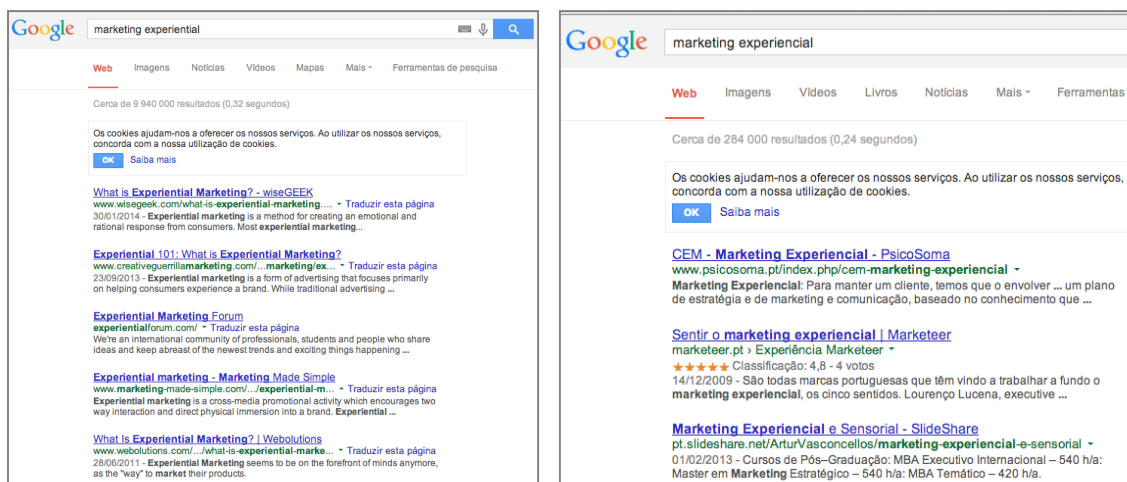 Google marketing experiential
Web Imagens Notícias Vídeos Mapas Mais Ferramentas de pesquisa
Cerca de 9 940 000 resultados (0,32 segundos)
Os cookies ajudam-nos a oferecer os nossos serviços. Ao utilizar os nossos serviços,
concorda com a nossa utilização de cookies.
OK Saiba mais
What is Experiential Marketing? - wiseGEEK
www.wisegeek.com/what-is-experiential-marketing.... Traduzir esta página
30/01/2014 - Experiential marketing is a method for creating an emotional and
rational response from consumers. Most experiential marketing...
Experiential 101: What is Experiential Marketing?
www.creativeguerrillamarketing.com/...marketing/ex... Traduzir esta página
23/09/2013 - Experiential marketing is a form of advertising that focuses primarily
on helping consumers experience a brand. While traditional advertising ...
Experiential Marketing Forum
experientialforum.com/ Traduzir esta página
We're an international community of professionals, students and people who share
ideas and keep abreast of the newest trends and exciting things happening ...
Experiential marketing - Marketing Made Simple
www.marketing-made-simple.com/.../experiential-m... Traduzir esta página
Experiential marketing is a cross-media promotional activity which encourages two
way interaction and direct physical immersion into a brand. Experiential ...
What Is Experiential Marketing? | Webolutions
www.webolutions.com/.../what-is-experiential-marke... Traduzir esta página
28/06/2011 - Experiential Marketing seems to be on the forefront of minds anymore,
as the "way" to market their products.
Google marketing experiencial
Web Imagens Vídeos Livros Notícias Mais Ferramentas
Cerca de 284 000 resultados (0,24 segundos)
Os cookies ajudam-nos a oferecer os nossos serviços. Ao utilizar os nossos serviços,
concorda com a nossa utilização de cookies.
OK Saiba mais
CEM - Marketing Experiencial - PsicoSoma
www.psicosoma.pt/index.php/cem-marketing-experiencial
Marketing Experiencial: Para manter um cliente, temos que o envolver ... um plano
de estratégia e de marketing e comunicação, baseado no conhecimento que ...
Sentir o marketing experiencial | Marketeer
marketeer.pt › Experiência Marketeer
Classificação: 4,8 - 4 votos
14/12/2009 - São todas marcas portuguesas que têm vindo a trabalhar a fundo o
marketing experiencial, os cinco sentidos. Lourenço Lucena, executive ...
Marketing Experiencial e Sensorial - SlideShare
pt.slideshare.net/ArturVasconcellos/marketing-experiencial-e-sensorial
01/02/2013 - Cursos de Pós–Graduação: MBA Executivo Internacional – 540 h/a:
Master em Marketing Estratégico – 540 h/a: MBA Temático – 420 h/a.